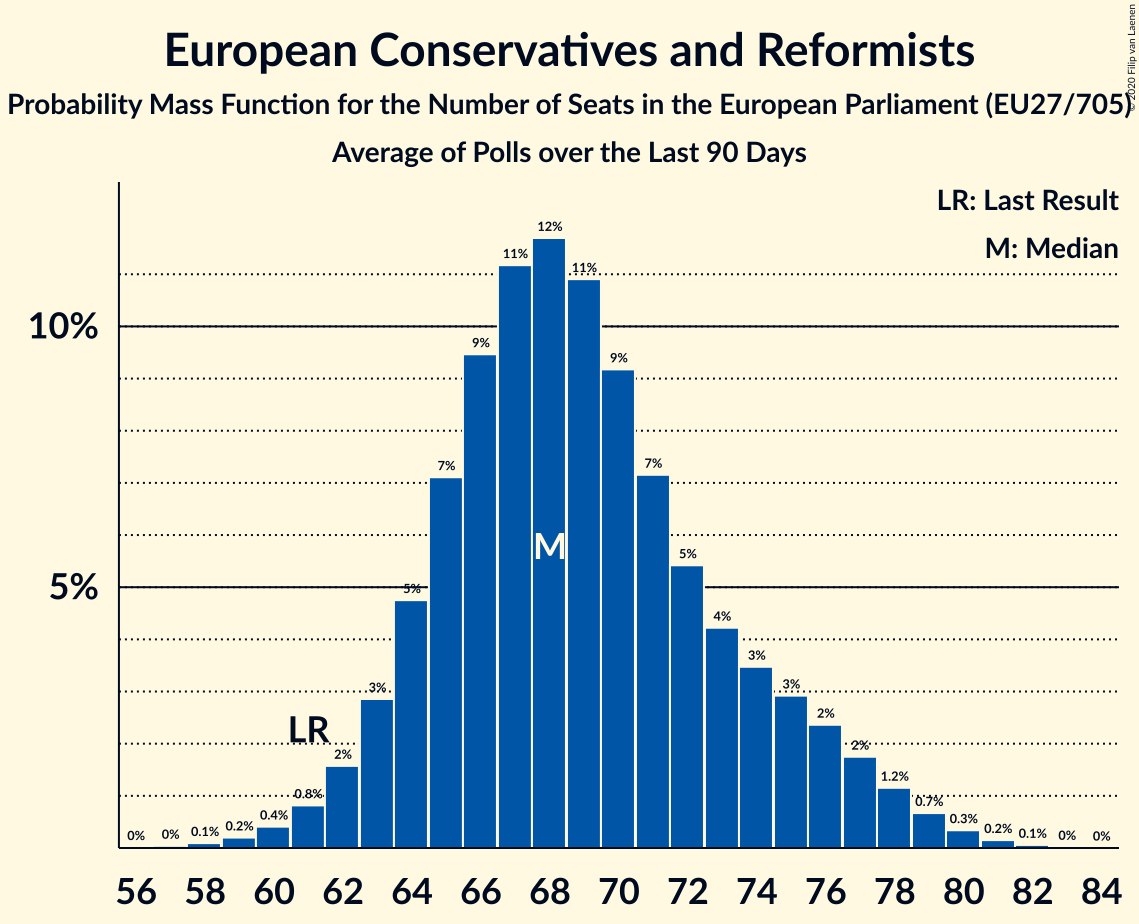 European Conservatives and Reformists
Probability Mass Function for the Number of Seats in the European Parliament (EU27/705)
Average of Polls over the Last 90 Days
© 2020 Filip van Laenen
LR: Last Result
M: Median
10%
5%
0% 0% 0.1% 0.2% 0.4% 0.8% 2% 3% 5% 7% 9% 11% 12% 11% 9% 7% 5% 4% 3% 3% 2% 2% 1.2% 0.7% 0.3% 0.2% 0.1% 0% 0%
LR
M
56 58 60 62 64 66 68 70 72 74 76 78 80 82 84